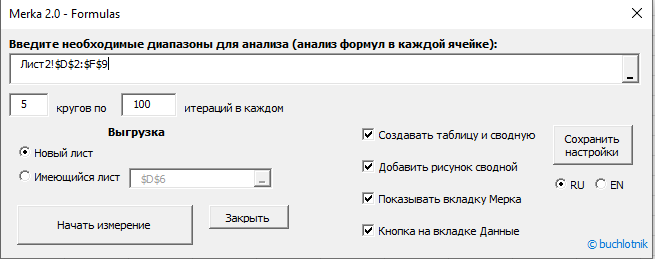 Merka 2.0 - Formulas
Введите необходимые диапазоны для анализа (анализ формул в каждой ячейке):
Лист2!$D$2:$F$9
5 кругов по 100 итераций в каждом
Выгрузка
Новый лист
Имеющийся лист $D$6
Начать измерение
Закрыть
Создавать таблицу и сводную
Добавить рисунок сводной
Показывать вкладку Мерка
Кнопка на вкладке Данные
Сохранить
настройки
RU EN
© buchlotnik